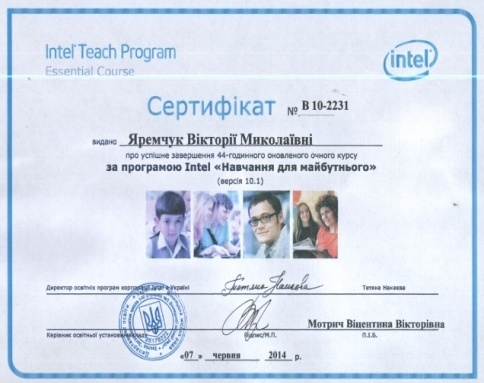 Intel® Teach Program
Essential Course
intel®
Сертифікат № В 10-2231
видано Яремчук Вікторії Миколаївні
про успішне завершення 44-годинного оновленого очного курсу
за програмою Intel «Навчання для майбутнього»
(версія 10.1)
Директор освітніх програм корпорації Intel в Україні Тетяна Нанаєва
Керівник освітньої установи Підпис/М.П. Мотрич Віцентина Вікторівна
П.І.Б.
«07» червня 2014 р.